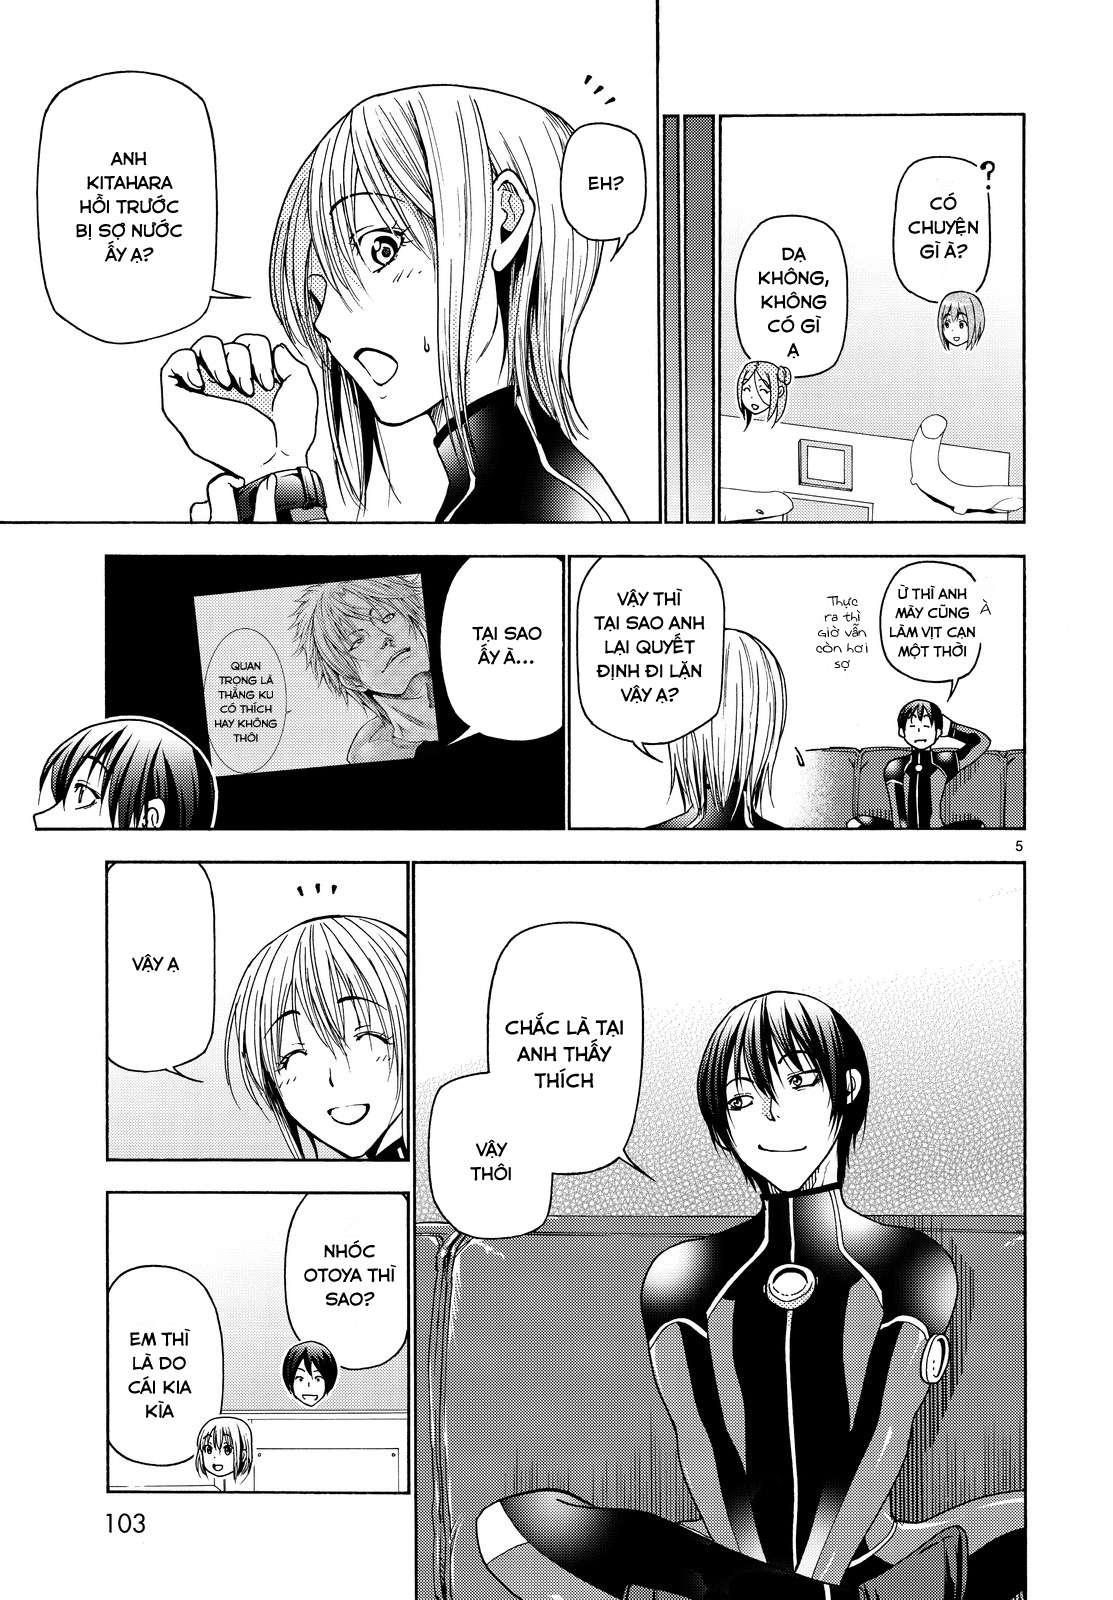 ?
CÓ
CHUYỆN
GÌ À?
DẠ
KHÔNG,
KHÔNG
CÓ GÌ
Ạ
EH?
ANH
KITAHARA
HỒI TRƯỚC
BỊ SỢ NƯỚC
ẤY Ạ?
À
Ừ THÌ ANH
MÀY CŨNG
LÀM VỊT CẠN
MỘT THỜI
Thực
ra thì
Giờ vẫn
còn hơi
sợ
VẬY THÌ
TẠI SAO ANH
LẠI QUYẾT
ĐỊNH ĐI LẶN
VẬY Ạ?
TẠI SAO
ẤY À...
QUAN
TRỌNG LÀ
THẰNG KU
CÓ THÍCH
HAY KHÔNG
THÔI
5
CHẮC LÀ TẠI
ANH THẤY
THÍCH
VẬY
THÔI
VẬY Ạ
NHÓC
OTOYA THÌ
SAO?
EM THÌ
LÀ DO
CÁI KIA
KÌA
103